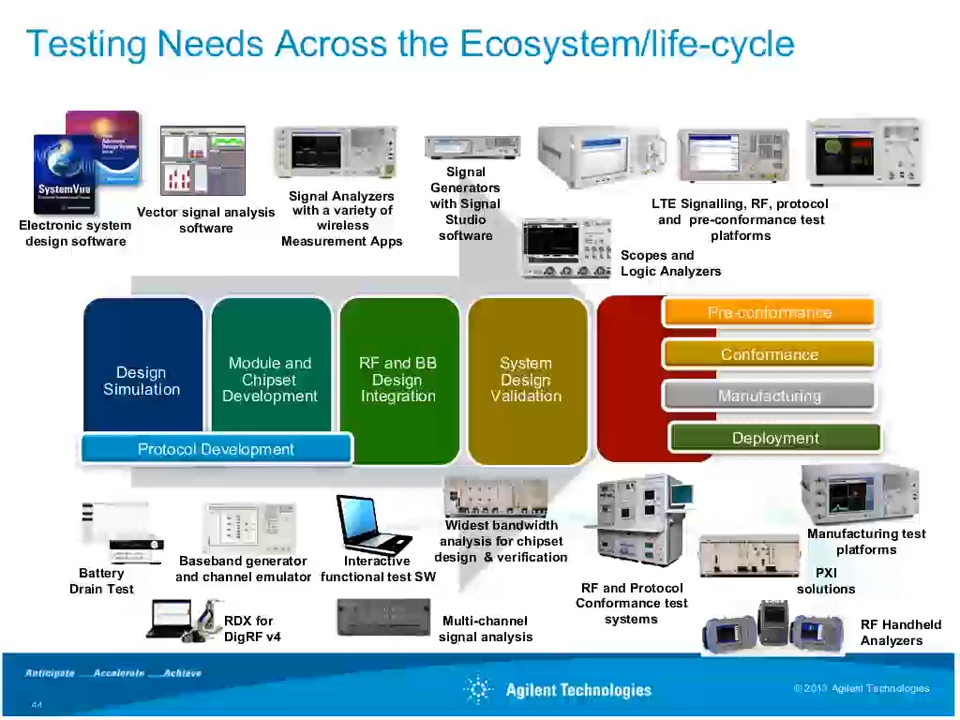 Testing Needs Across the Ecosystem/life-cycle
SystemVue
Electronic system
design software
Vector signal analysis
software
Signal Analyzers
with a variety of
wireless
Measurement Apps
Signal
Generators
with Signal
Studio
software
LTE Signalling, RF, protocol
and pre-conformance test
platforms
Scopes and
Logic Analyzers
Design
Simulation
Module and
Chipset
Development
RF and BB
Design
Integration
System
Design
Validation
Pre-conformance
Conformance
Manufacturing
Deployment
Protocol Development
Battery
Drain Test
Baseband generator
and channel emulator
Interactive
functional test SW
Widest bandwidth
analysis for chipset
design & verification
RF and Protocol
Conformance test
systems
Manufacturing test
platforms
PXI
solutions
RDX for
DigRF v4
Multi-channel
signal analysis
RF Handheld
Analyzers
Anticipate ___Accelerate ___Achieve
Agilent Technologies
© 2013 Agilent Technologies
44